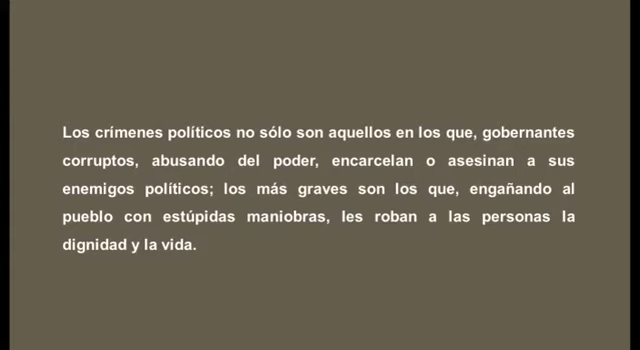 Los crímenes políticos no sólo son aquellos en los que, gobernantes
corruptos, abusando del poder, encarcelan o asesinan a sus
enemigos políticos; los más graves son los que, engañando al
pueblo con estúpidas maniobras, les roban a las personas la
dignidad y la vida.